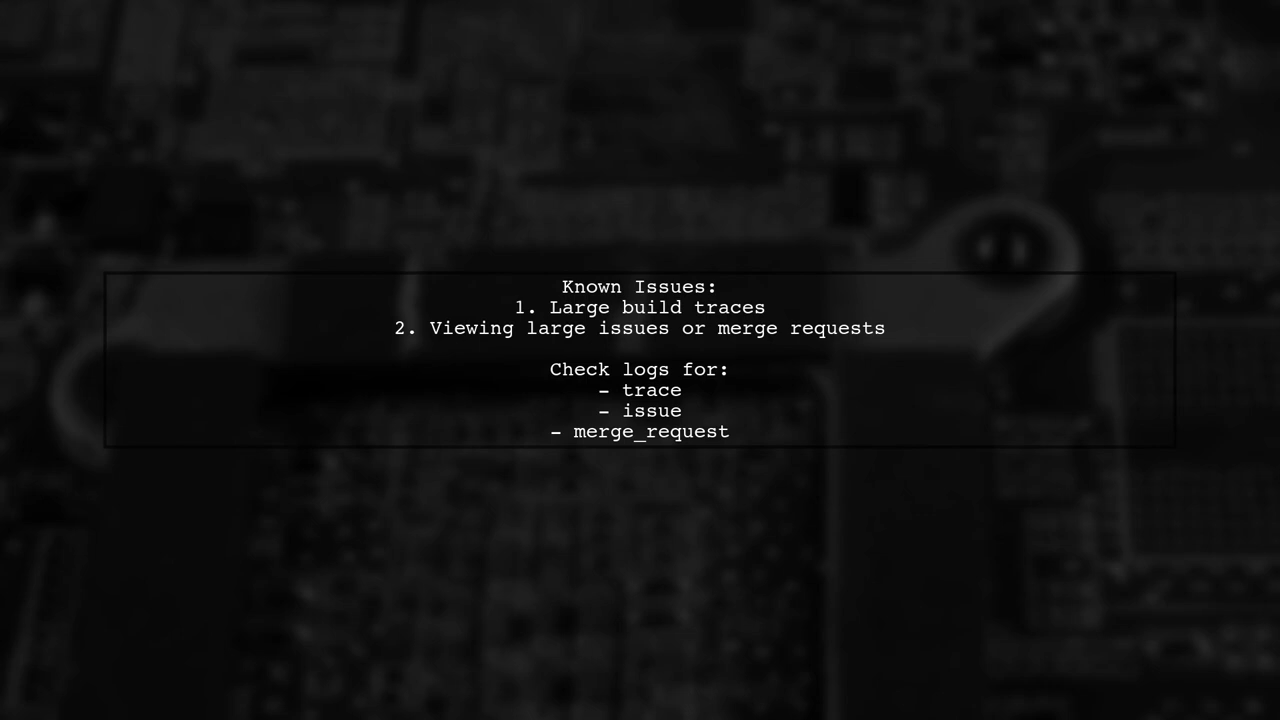 Known Issues:
1. Large build traces
2. Viewing large issues or merge requests
Check logs for:
- trace
- issue
- merge_request